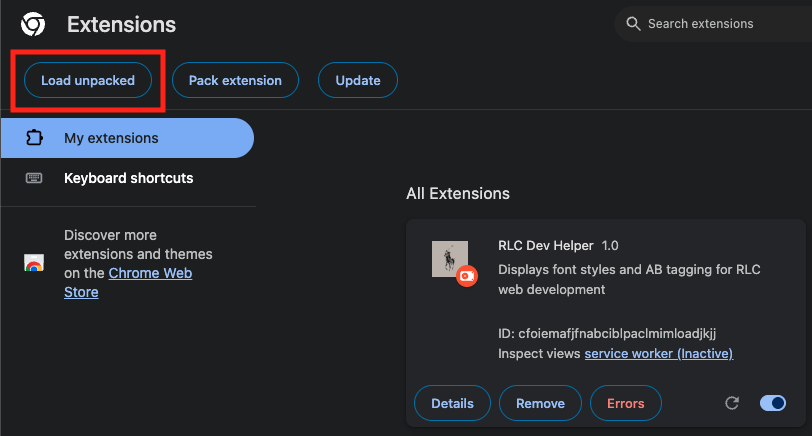 Extensions
Search extensions
Load unpacked
Pack extension
Update
My extensions
Keyboard shortcuts
Discover more
extensions and themes
on the Chrome Web
Store
All Extensions
RLC Dev Helper 1.0
Displays font styles and AB tagging for RLC
web development
ID: cfoiemafjfnabciblpaclmimloadjkjj
Inspect views service worker (Inactive)
Details
Remove
Errors